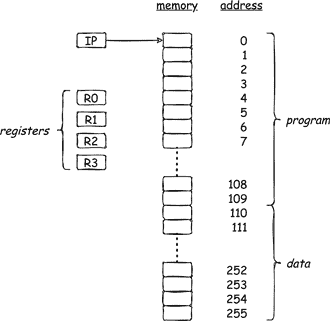 memory address
IP 0
1
2
3
R0 4
R1 5
registers 6 program
R2 7
R3
108
109
110
111
data
252
253
254
255